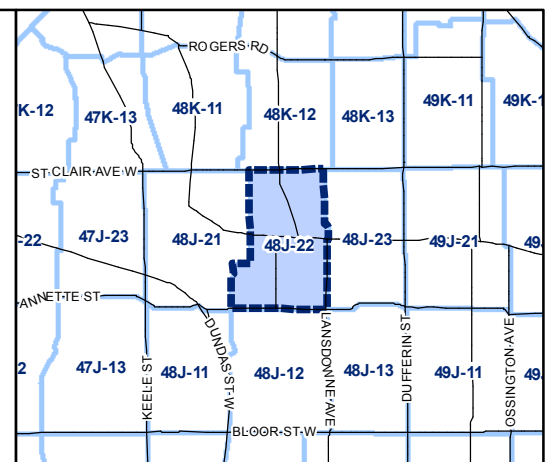 ROGERS RD
K-12
47K-13
48K-11
48K-12
48K-13
49K-11
49K-1
ST CLAIR AVE W
-22
47J-23
48J-21
48J-22
48J-23
49J-21
49J
ANNETTE ST
DUNDAS ST W
LANSDOWNE AVE
DUFFERIN ST
OSSINGTON AVE
KEELE ST
2
47J-13
48J-11
48J-12
48J-13
49J-11
49J
BLOOR ST W